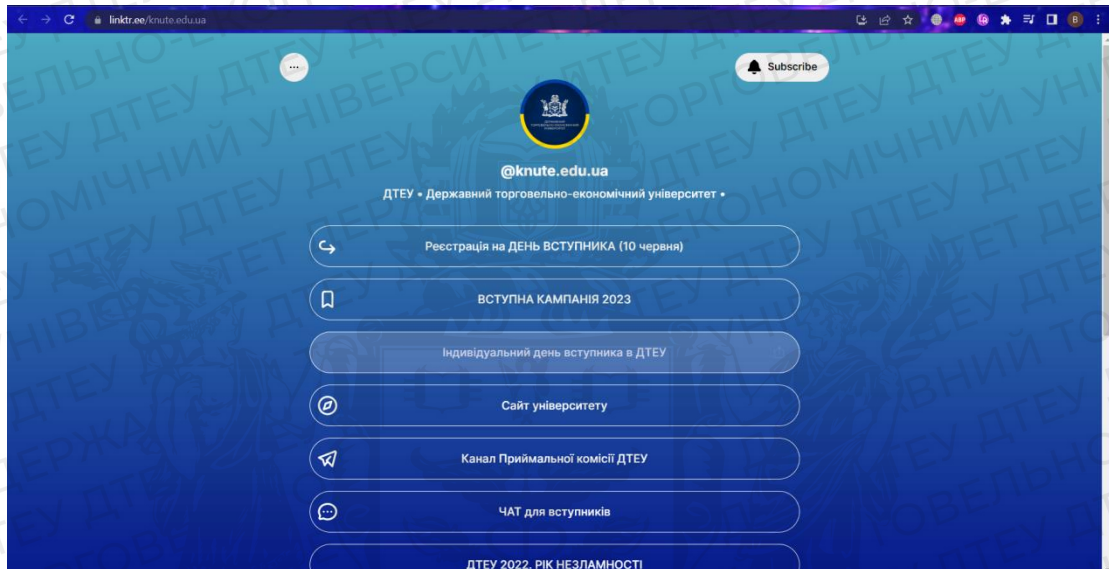 linktr.ee/knute.edu.ua
Subscribe
@knute.edu.ua
ДТЕУ • Державний торговельно-економічний університет •
Реєстрація на ДЕНЬ ВСТУПНИКА (10 червня)
ВСТУПНА КАМПАНІЯ 2023
Індивідуальний день вступника в ДТЕУ
Сайт університету
Канал Приймальної комісії ДТЕУ
ЧАТ для вступників
ДТЕУ 2022. РІК НЕЗЛАМНОСТІ